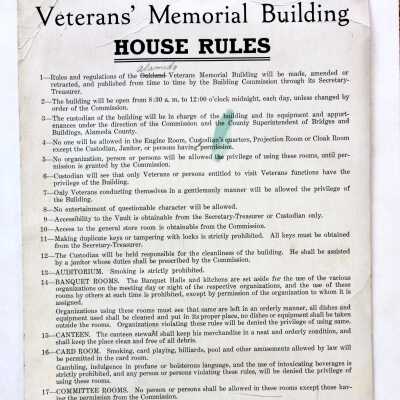 Veterans' Memorial Building
HOUSE RULES
Alameda
1—Rules and regulations of the Oakland Veterans Memorial Building will be made, amended or
retracted, and published from time to time by the Building Commission through its Secretary-
Treasurer.
2—The building will be open from 8:30 a. m. to 12:00 o'clock midnight, each day, unless changed by
order of the Commission.
3—The custodian of the building will be in charge of the building and its equipment and appurt-
enances under the direction of the Commission and the County Superintendent of Bridges and
Buildings, Alameda County.
4—No one will be allowed in the Engine Room, Custodian's quarters, Projection Room or Cloak Room
except the Custodian, Janitor, or persons having permission.
5—No organization, person or persons will be allowed the privilege of using these rooms, until per-
mission is granted by the Commission.
6—Custodian will see that only Veterans or persons entitled to visit Veterans functions have the
privilege of the Building.
7—Only Veterans conducting themselves in a gentlemanly manner will be allowed the privilege of
the Building.
8—No entertainment of questionable character will be allowed.
9—Accessibility to the Vault is obtainable from the Secretary-Treasurer or Custodian only.
10—Access to the general store room is obtainable from the Commission.
11—Making duplicate keys or tampering with locks is strictly prohibited. All keys must be obtained
from the Secretary-Treasurer.
12—The Custodian will be held responsible for the cleanliness of the building. He shall be assisted
by a janitor whose duties shall be prescribed by the Commission.
13—AUDITORIUM. Smoking is strictly prohibited.
14—BANQUET ROOMS. The Banquet Halls and kitchens are set aside for the use of the various
organizations on the meeting day or night of the respective organizations, and the use of these
rooms by others at such time is prohibited, except by permission of the organization to whom it is
assigned.
Organizations using these rooms must see that same are left in an orderly manner, all dishes and
equipment used shall be cleaned and put in its proper place, no dishes or equipment shall be taken
outside the rooms. Organizations violating these rules will be denied the privilege of using same.
15—CANTEEN. The canteen steward shall keep his merchandise in a neat and orderly condition, and
shall keep the place clean and free of all debris.
16—CARD ROOM. Smoking, card playing, billiards, pool and other amusements allowed by law will
be permitted in the card room.
Gambling, indulging in profane or boisterous language, and the use of intoxicating beverages is
strictly prohibited, and any person or persons violating these rules, will be denied the privilege of
using these rooms.
17—COMMITTEE ROOMS. No person or persons shall be allowed in these rooms except those hav-
ing the permission from the Commission.